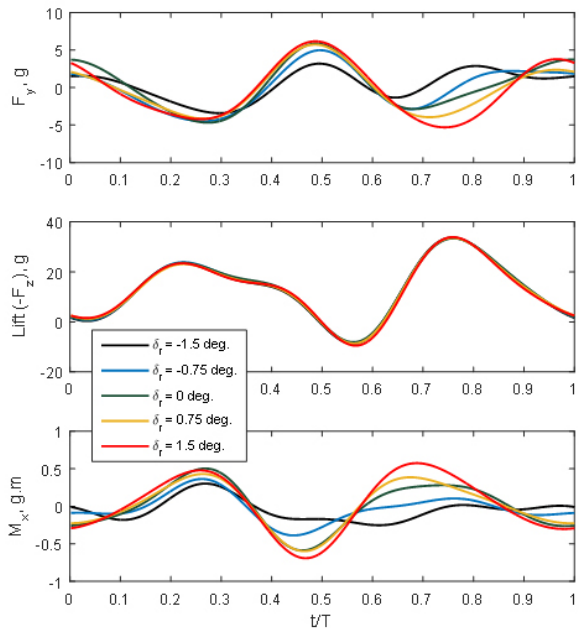 10
5
0
-5
-10
F_y, g
0 0.1 0.2 0.3 0.4 0.5 0.6 0.7 0.8 0.9 1
40
20
0
-20
Lift (-F_z), g
0 0.1 0.6 0.7 0.8 0.9 1
δ_r = -1.5 deg.
δ_r = -0.75 deg.
δ_r = 0 deg.
δ_r = 0.75 deg.
δ_r = 1.5 deg.
1
0.5
0
-0.5
-1
M_x, g.m
0 0.1 0.2 0.3 0.4 0.5 0.6 0.7 0.8 0.9 1
t/T